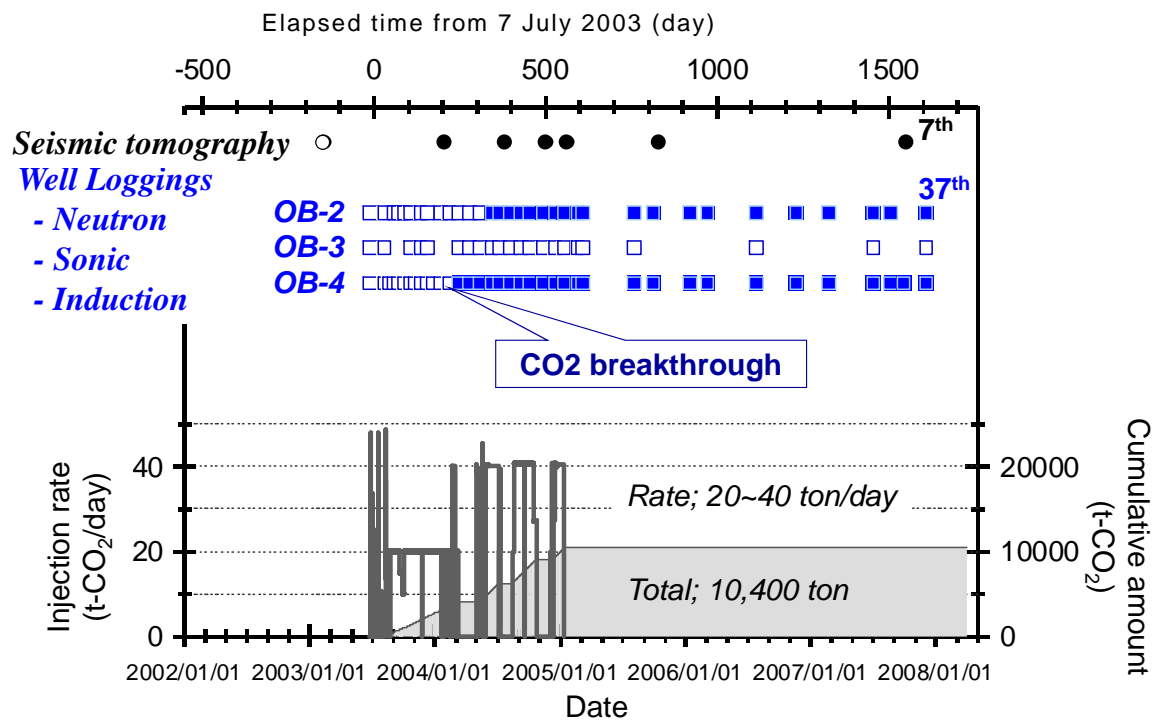 Elapsed time from 7 July 2003 (day)
-500 0 500 1000 1500
Seismic tomography
7th
Well Loggings
37th
- Neutron
OB-2
- Sonic
OB-3
- Induction
OB-4
CO2 breakthrough
Injection rate
(t-CO₂/day)
40
20
0
Rate; 20~40 ton/day
Total; 10,400 ton
20000
10000
0
Cumulative amount
(t-CO₂)
2002/01/01 2003/01/01 2004/01/01 2005/01/01 2006/01/01 2007/01/01 2008/01/01
Date